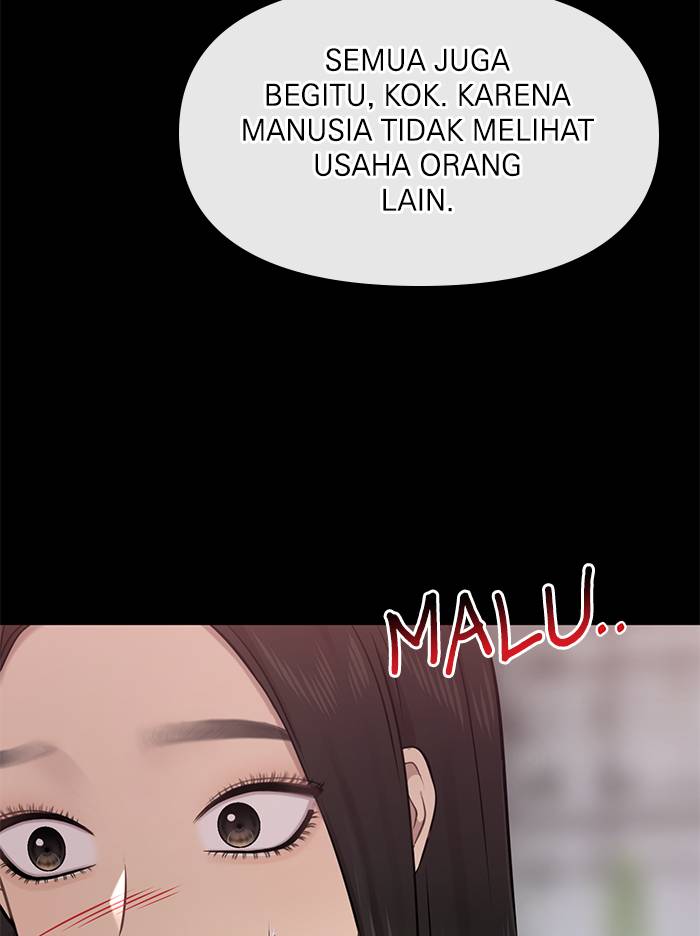 SEMUA JUGA
BEGITU, KOK. KARENA
MANUSIA TIDAK MELIHAT
USAHA ORANG
LAIN.
MALU..